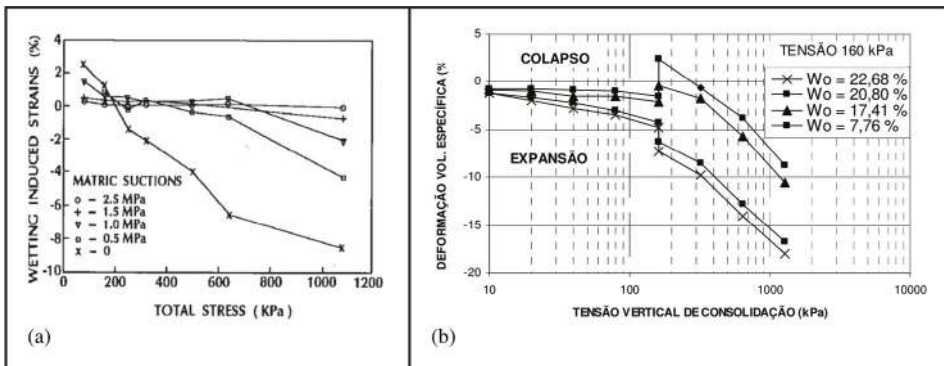 WETTING INDUCED STRAINS (%)
4
2
0
-2
-4
-6
-8
-10
MATRIC SUCTIONS
o - 2.5 MPa
+ - 1.5 MPa
▽ - 1.0 MPa
□ - 0.5 MPa
x - 0
0 200 400 600 800 1000 1200
TOTAL STRESS (KPa)
(a)
DEFORMAÇÃO VOL. ESPECÍFICA (%
5
0
-5
-10
-15
-20
COLAPSO
EXPANSÃO
TENSÃO 160 kPa
Wo = 22,68 %
Wo = 20,80 %
Wo = 17,41 %
Wo = 7,76 %
10 100 1000 10000
TENSÃO VERTICAL DE CONSOLIDAÇÃO (kPa)
(b)